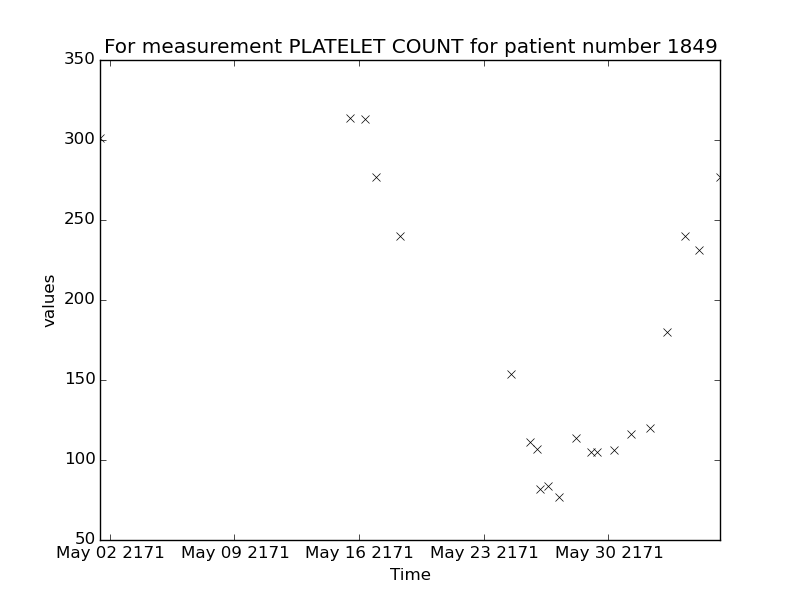 For measurement PLATELET COUNT for patient number 1849
350
300
250
200
150
100
50
values
May 02 2171 May 09 2171 May 16 2171 May 23 2171 May 30 2171
Time